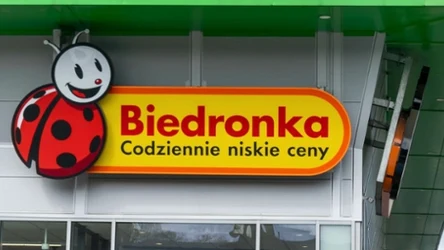 Biedronka
Codziennie niskie ceny